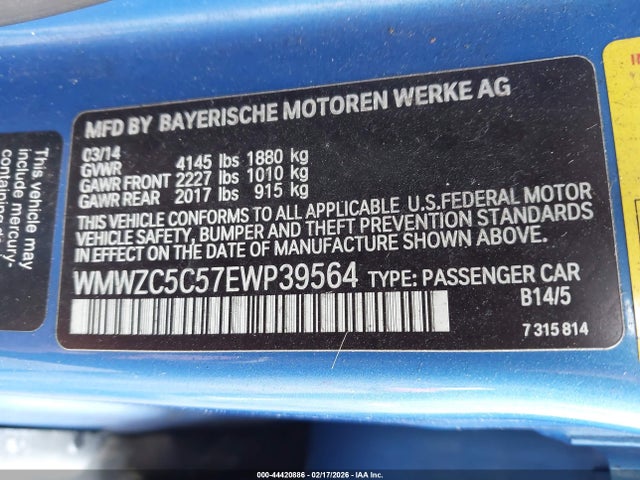 MFD BY BAYERISCHE MOTOREN WERKE AG
03/14
GVWR 4145 lbs 1880 kg
GAWR FRONT 2227 lbs 1010 kg
GAWR REAR 2017 lbs 915 kg
THIS VEHICLE CONFORMS TO ALL APPLICABLE U.S.FEDERAL MOTOR
VEHICLE SAFETY, BUMPER AND THEFT PREVENTION STANDARDS
IN EFFECT ON THE DATE OF MANUFACTURE SHOWN ABOVE.
WMWZC5C57EWP39564 TYPE: PASSENGER CAR
B14/5
7 315 814
This vehicle may
include mercury-
containing
000-44420886 - 02/17/2026 - IAA Inc.